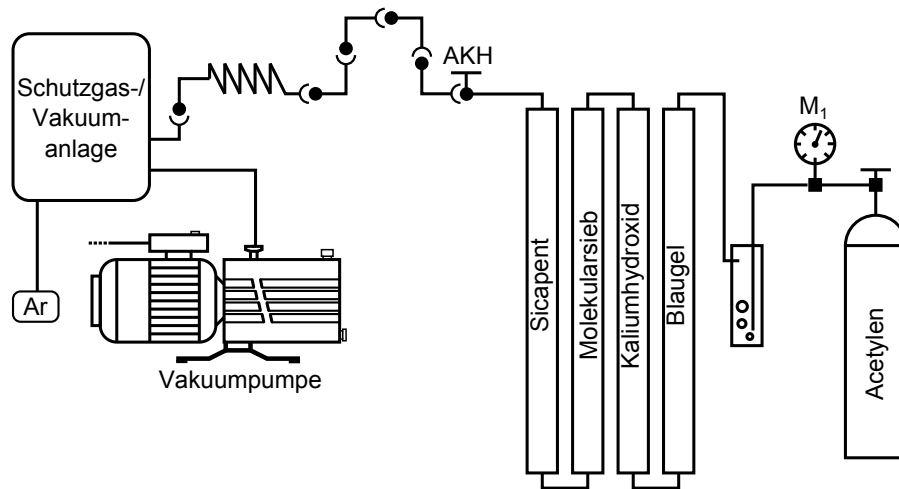 Schutzgas-/
Vakuum-
anlage
AKH
M1
Ar
Vakuumpumpe
Sicapent
Molekularsieb
Kaliumhydroxid
Blaugel
Acetylen